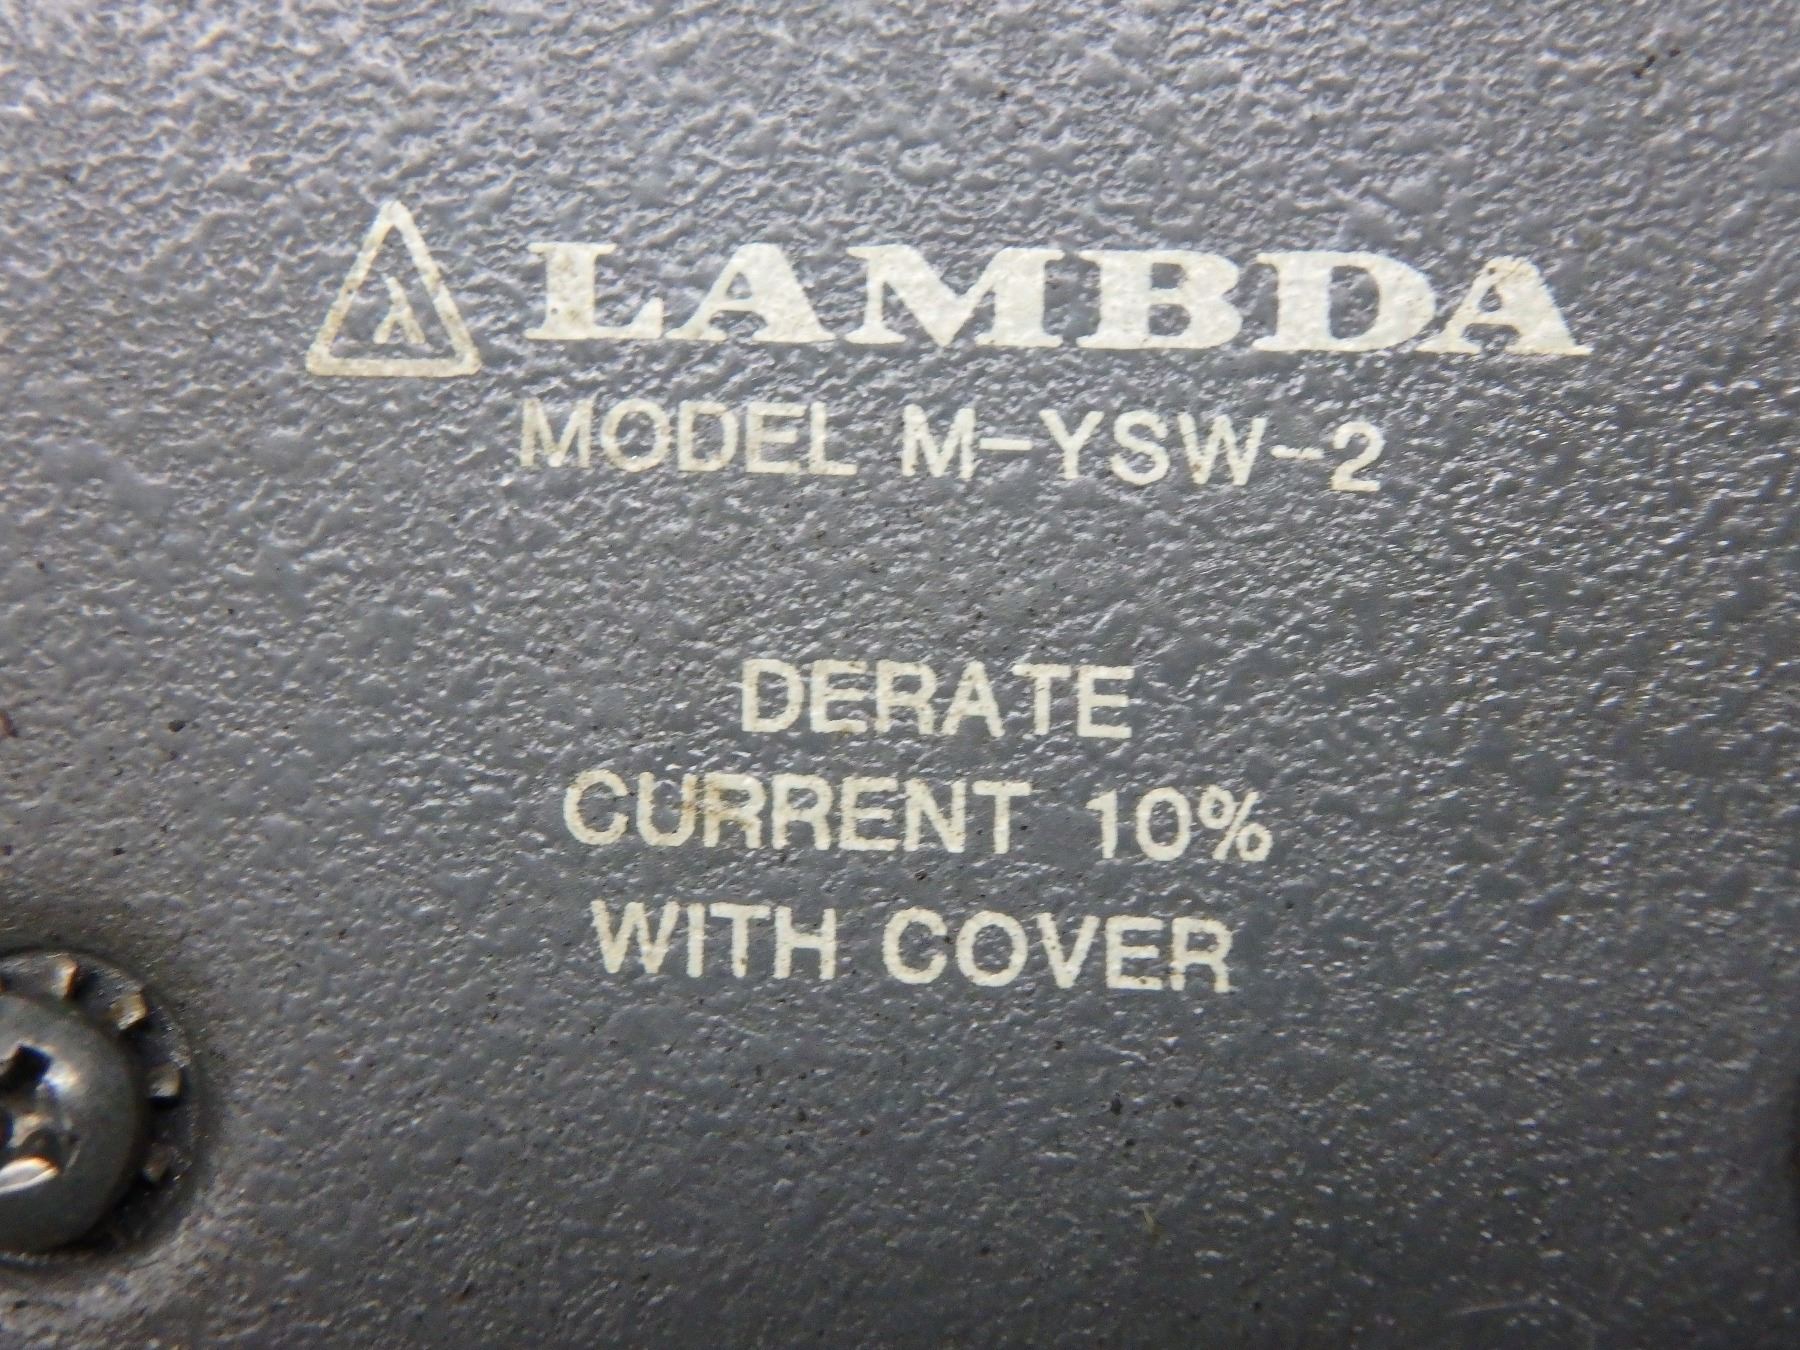 λ LAMBDA
MODEL M-YSW-2
DERATE
CURRENT 10%
WITH COVER